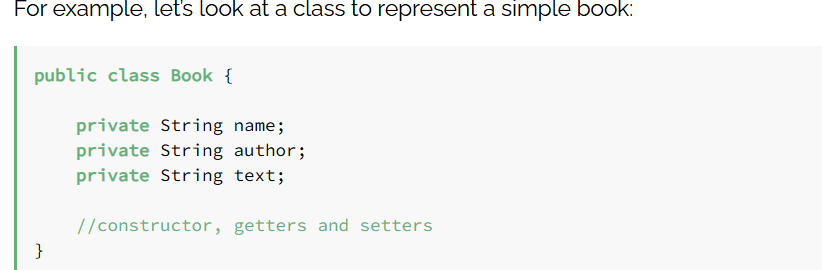 For example, let's look at a class to represent a simple book:
public class Book {
private String name;
private String author;
private String text;
//constructor, getters and setters
}